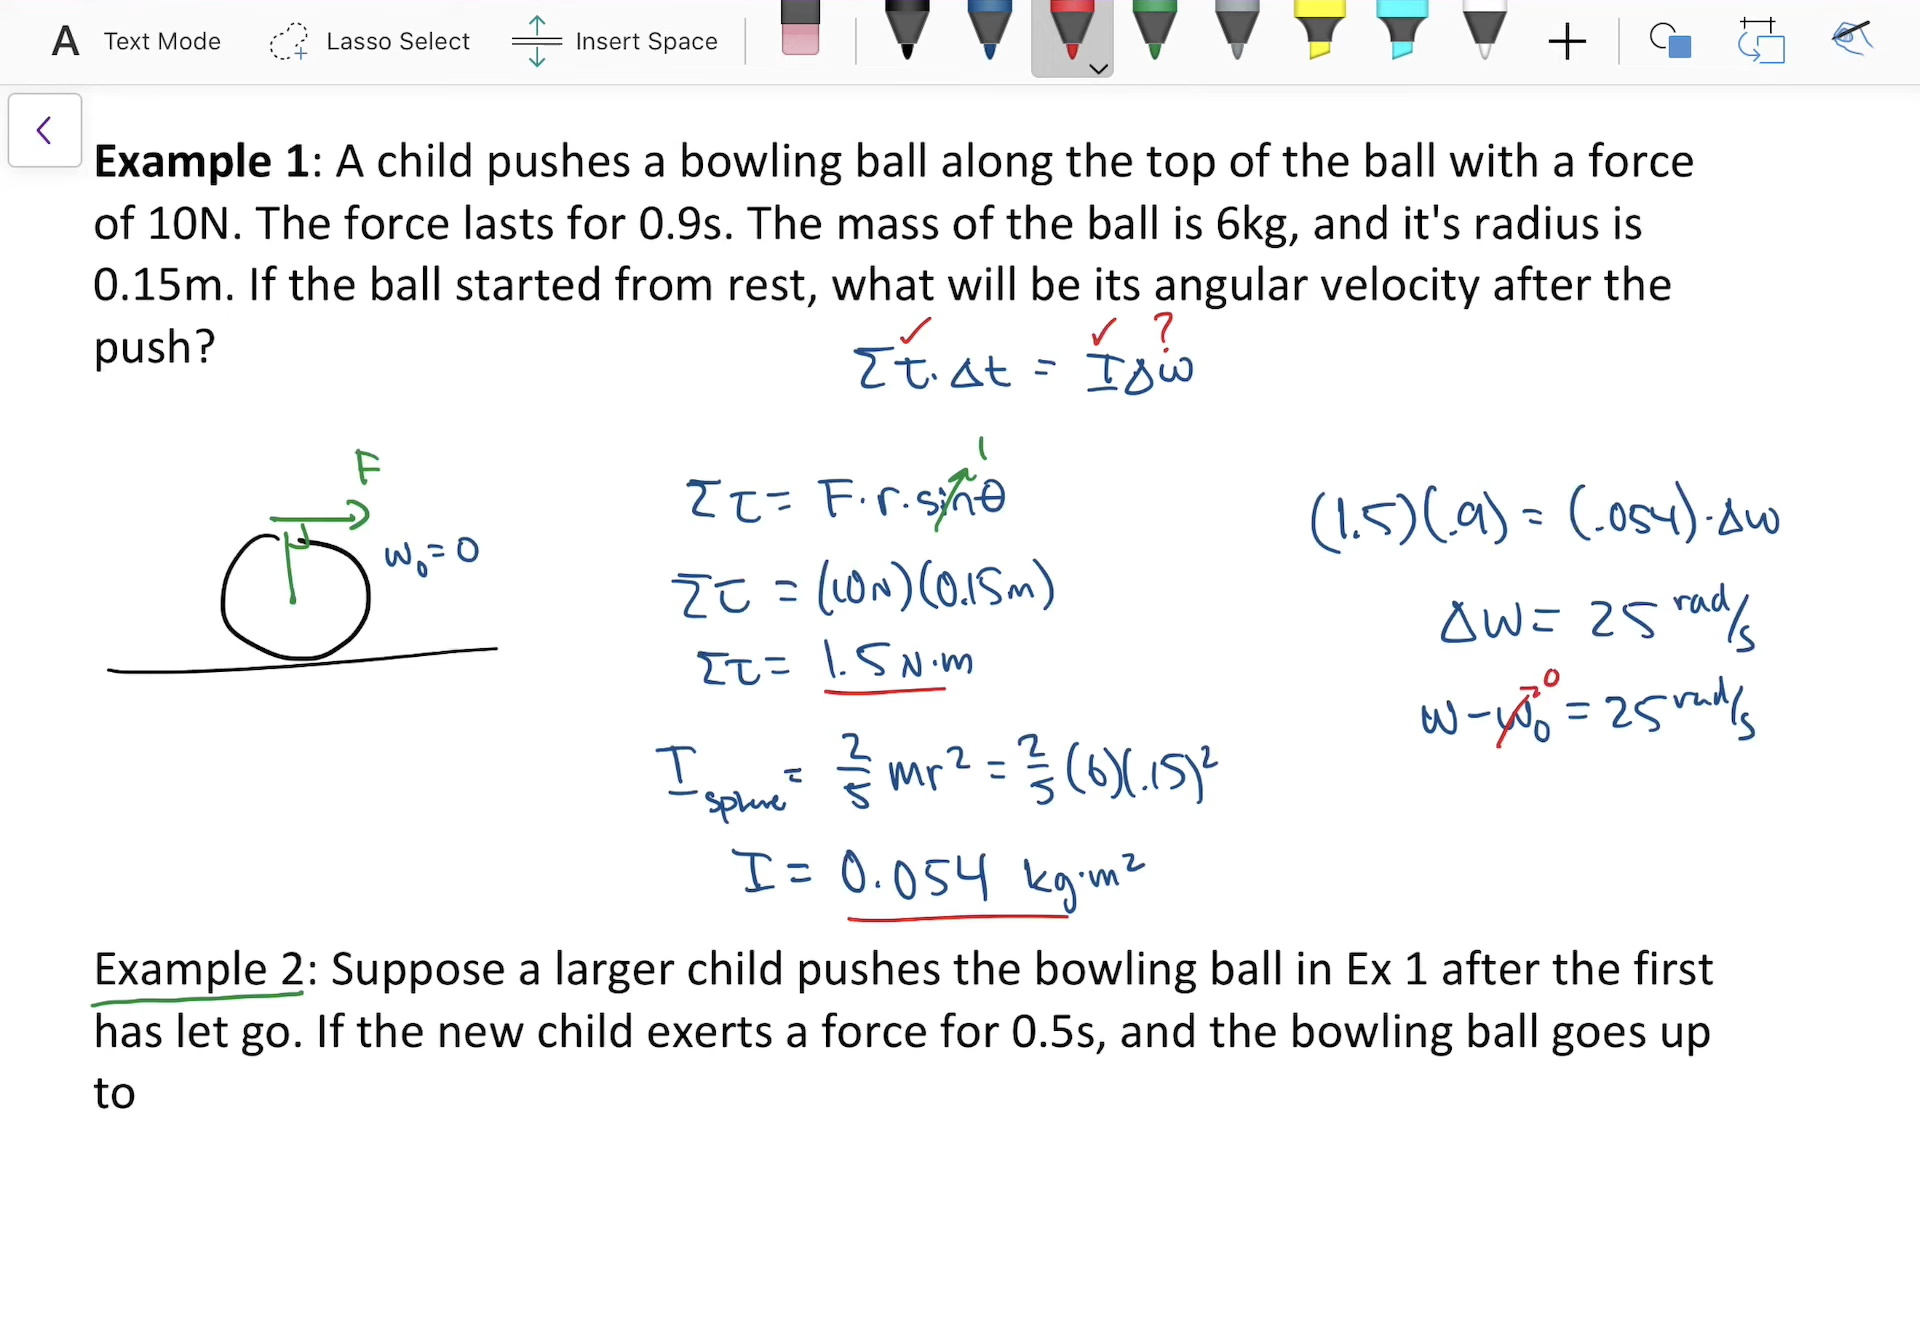 A Text Mode Lasso Select Insert Space
Example 1: A child pushes a bowling ball along the top of the ball with a force
of 10N. The force lasts for 0.9s. The mass of the ball is 6kg, and it's radius is
0.15m. If the ball started from rest, what will be its angular velocity after the
push?
✓ ✓ ?
Στ·Δt = IΔω
F
ω₀=0
1
Στ= F·r·sinθ
Στ = (10N)(0.15m)
Στ= 1.5 N·m
I sphere = 2/5 mr² = 2/5 (6)(.15)²
I = 0.054 kg·m²
(1.5)(.9) = (.054)·Δω
Δω= 25 rad/s
0
ω-ω₀ = 25 rad/s
Example 2: Suppose a larger child pushes the bowling ball in Ex 1 after the first
has let go. If the new child exerts a force for 0.5s, and the bowling ball goes up
to